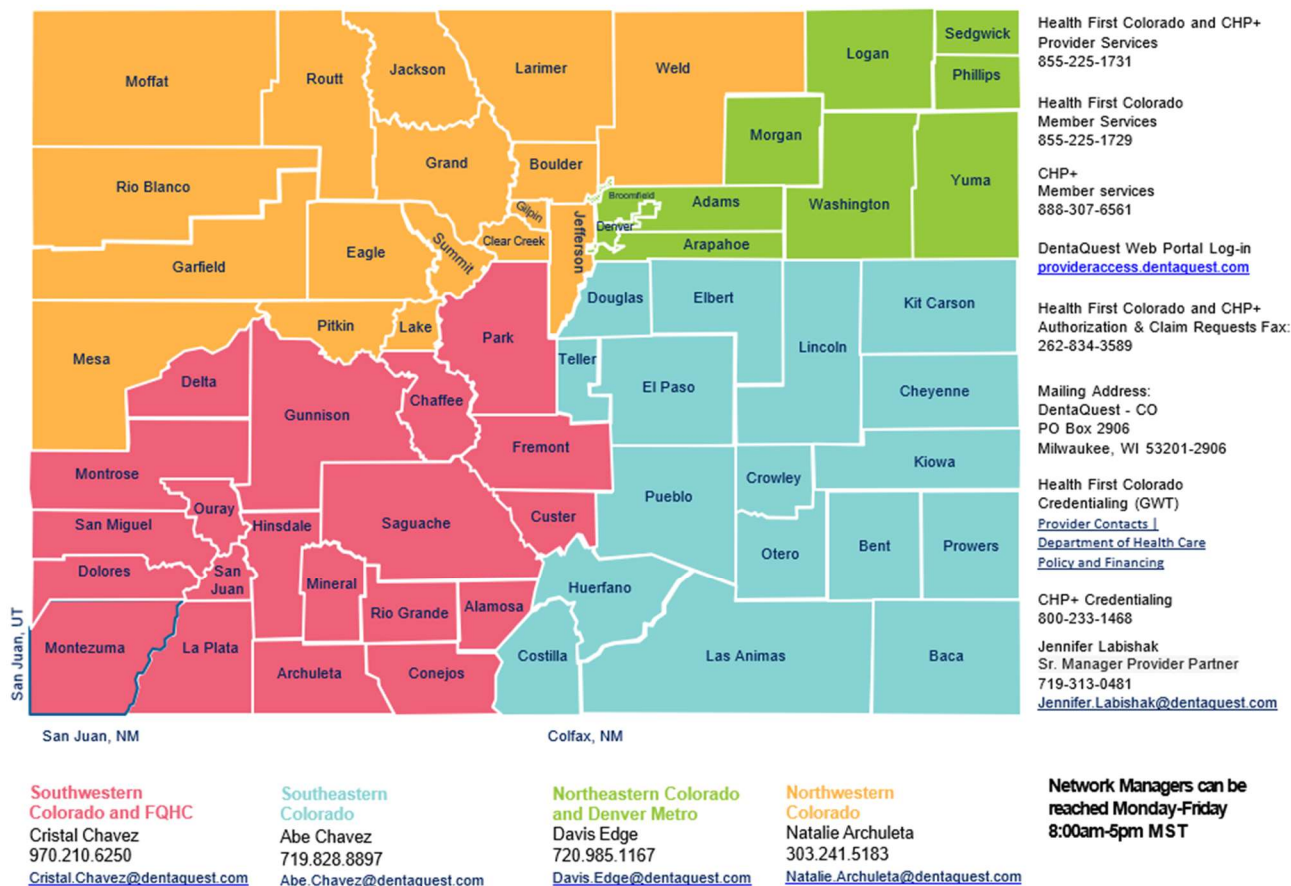 Moffat
Routt
Jackson
Larimer
Weld
Logan
Sedgwick
Phillips
Morgan
Rio Blanco
Grand
Boulder
Broomfield
Adams
Washington
Yuma
Gilpin
Clear Creek
Jefferson
Denver
Arapahoe
Garfield
Eagle
Summit
Mesa
Pitkin
Lake
Park
Douglas
Elbert
Lincoln
Kit Carson
Delta
Gunnison
Chaffee
Teller
El Paso
Cheyenne
Montrose
Fremont
Kiowa
Ouray
Hinsdale
Saguache
Custer
Pueblo
Crowley
San Miguel
Dolores
San
Juan
Mineral
Rio Grande
Alamosa
Huerfano
Otero
Bent
Prowers
Montezuma
La Plata
Archuleta
Conejos
Costilla
Las Animas
Baca
San Juan, UT
San Juan, NM
Colfax, NM
Health First Colorado and CHP+
Provider Services
855-225-1731
Health First Colorado
Member Services
855-225-1729
CHP+
Member services
888-307-6561
DentaQuest Web Portal Log-in
provideraccess.dentaquest.com
Health First Colorado and CHP+
Authorization & Claim Requests Fax:
262-834-3589
Mailing Address:
DentaQuest - CO
PO Box 2906
Milwaukee, WI 53201-2906
Health First Colorado
Credentialing (GWT)
Provider Contacts |
Department of Health Care
Policy and Financing
CHP+ Credentialing
800-233-1468
Jennifer Labishak
Sr. Manager Provider Partner
719-313-0481
Jennifer.Labishak@dentaquest.com
Southwestern
Colorado and FQHC
Cristal Chavez
970.210.6250
Cristal.Chavez@dentaquest.com
Southeastern
Colorado
Abe Chavez
719.828.8897
Abe.Chavez@dentaquest.com
Northeastern Colorado
and Denver Metro
Davis Edge
720.985.1167
Davis.Edge@dentaquest.com
Northwestern
Colorado
Natalie Archuleta
303.241.5183
Natalie.Archuleta@dentaquest.com
Network Managers can be
reached Monday-Friday
8:00am-5pm MST